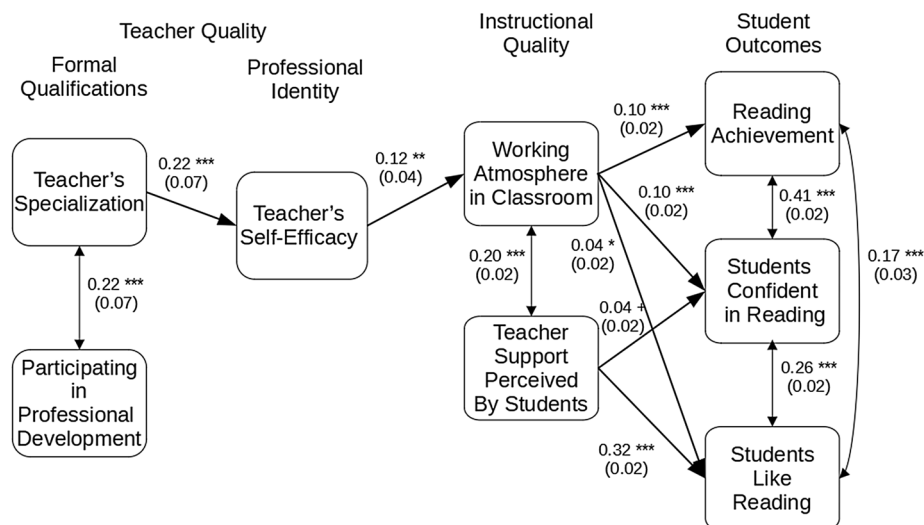 Teacher Quality
Formal
Qualifications
Professional
Identity
Instructional
Quality
Student
Outcomes
Teacher's
Specialization
0.22 ***
(0.07)
0.22 ***
(0.07)
Participating
in
Professional
Development
Teacher's
Self-Efficacy
0.12 **
(0.04)
Working
Atmosphere
in Classroom
0.20 ***
(0.02)
Teacher
Support
Perceived
By Students
0.10 ***
(0.02)
0.10 ***
(0.02)
0.04 *
(0.02)
0.04 +
(0.02)
0.32 ***
(0.02)
Reading
Achievement
0.41 ***
(0.02)
Students
Confident
in Reading
0.26 ***
(0.02)
Students
Like
Reading
0.17 ***
(0.03)